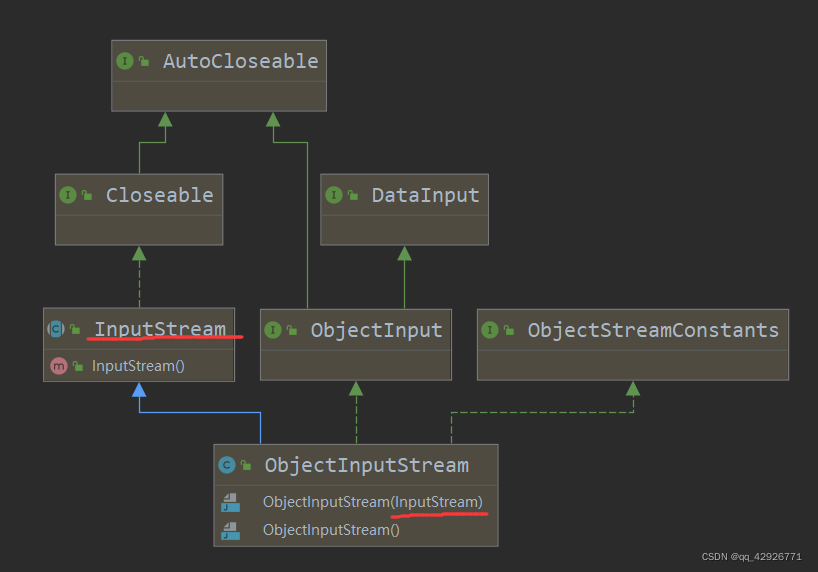 AutoCloseable
Closeable
DataInput
InputStream
InputStream()
ObjectInput
ObjectStreamConstants
ObjectInputStream
ObjectInputStream(InputStream)
ObjectInputStream()
CSDN @qq_42926771